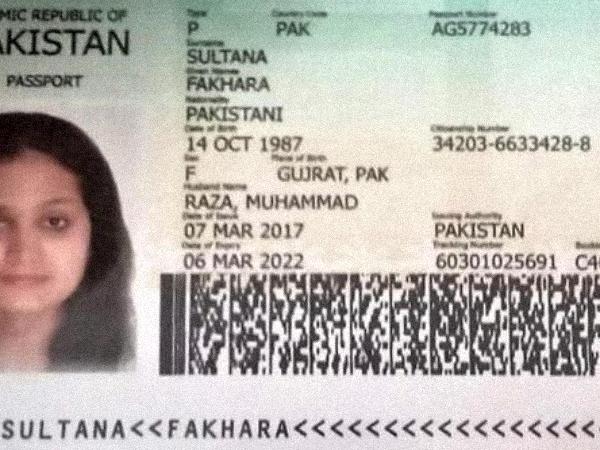 MIC REPUBLIC OF
AKISTAN
PASSPORT
Type Country Code Passport Number
P PAK AG5774283
Surname
SULTANA
Given Names
FAKHARA
Nationality
PAKISTANI
Date of Birth Citizenship Number
14 OCT 1987 34203-6633428-8
Sex Place of Birth
F GUJRAT, PAK
Husband Name
RAZA, MUHAMMAD
Date of Issue Issuing Authority
07 MAR 2017 PAKISTAN
Date of Expiry Tracking Number
06 MAR 2022 60301025691
SULTANA<<FAKHARA<<<<<<<<<<<<<<<<<